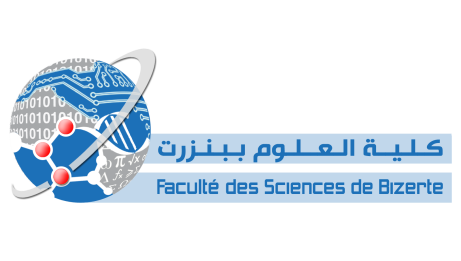 كلية العلوم ببنزرت
Faculté des Sciences de Bizerte